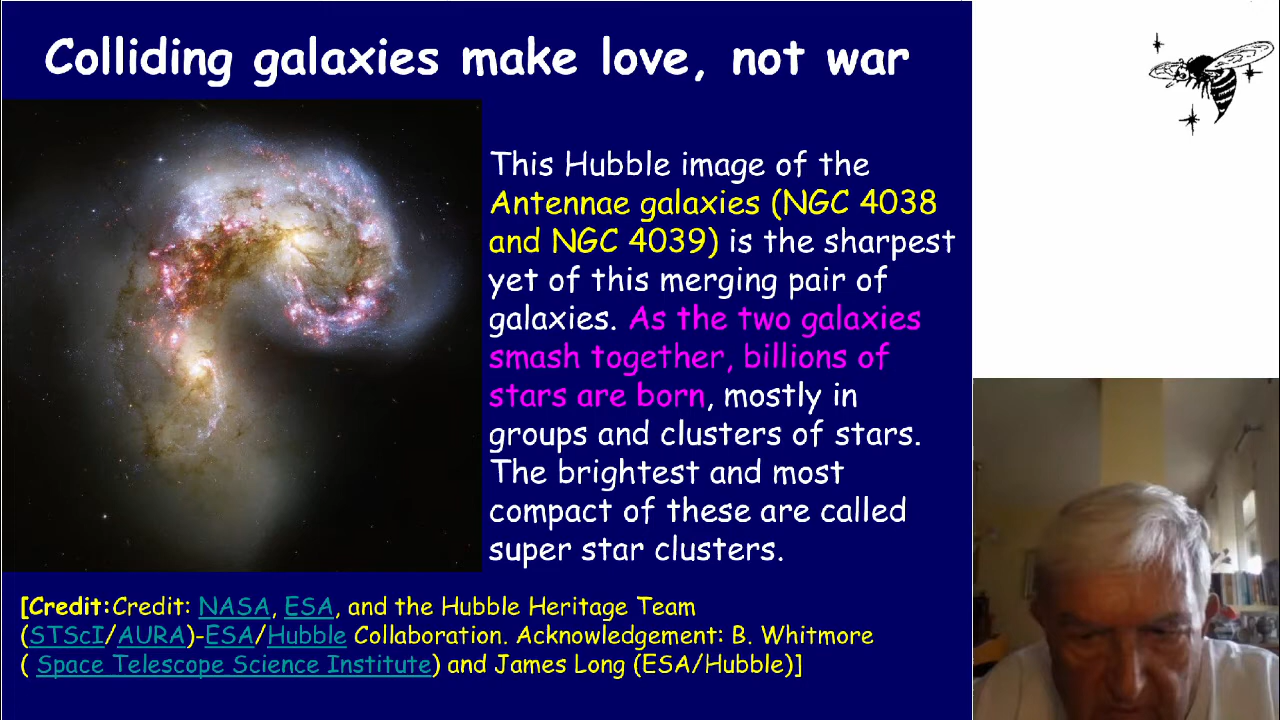 Colliding galaxies make love, not war
This Hubble image of the
Antennae galaxies (NGC 4038
and NGC 4039) is the sharpest
yet of this merging pair of
galaxies. As the two galaxies
smash together, billions of
stars are born, mostly in
groups and clusters of stars.
The brightest and most
compact of these are called
super star clusters.
[Credit:Credit: NASA, ESA, and the Hubble Heritage Team
(STScI/AURA)-ESA/Hubble Collaboration. Acknowledgement: B. Whitmore
( Space Telescope Science Institute) and James Long (ESA/Hubble)]